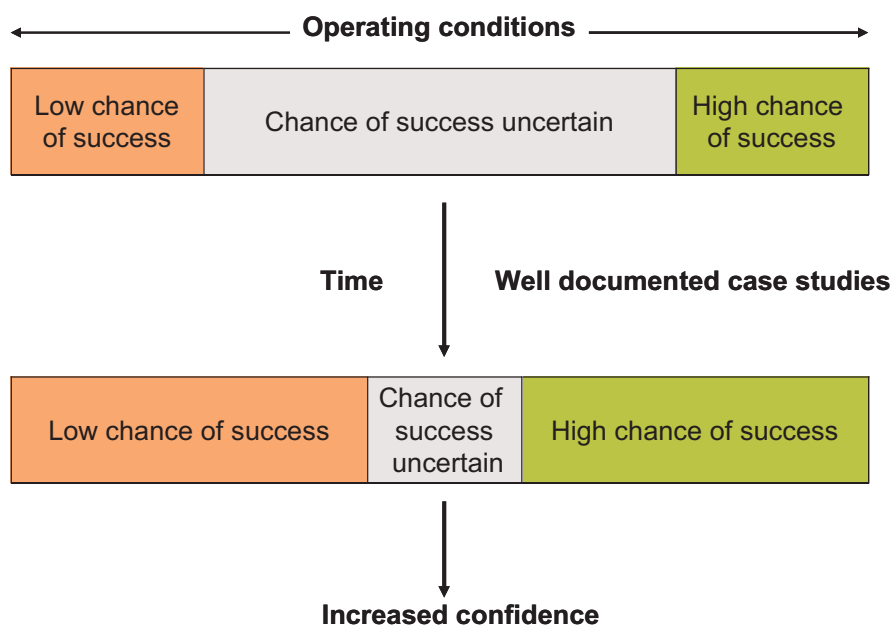 Operating conditions
Low chance
of success
Chance of success uncertain
High chance
of success
Time
Well documented case studies
Low chance of success
Chance of
success
uncertain
High chance of success
Increased confidence